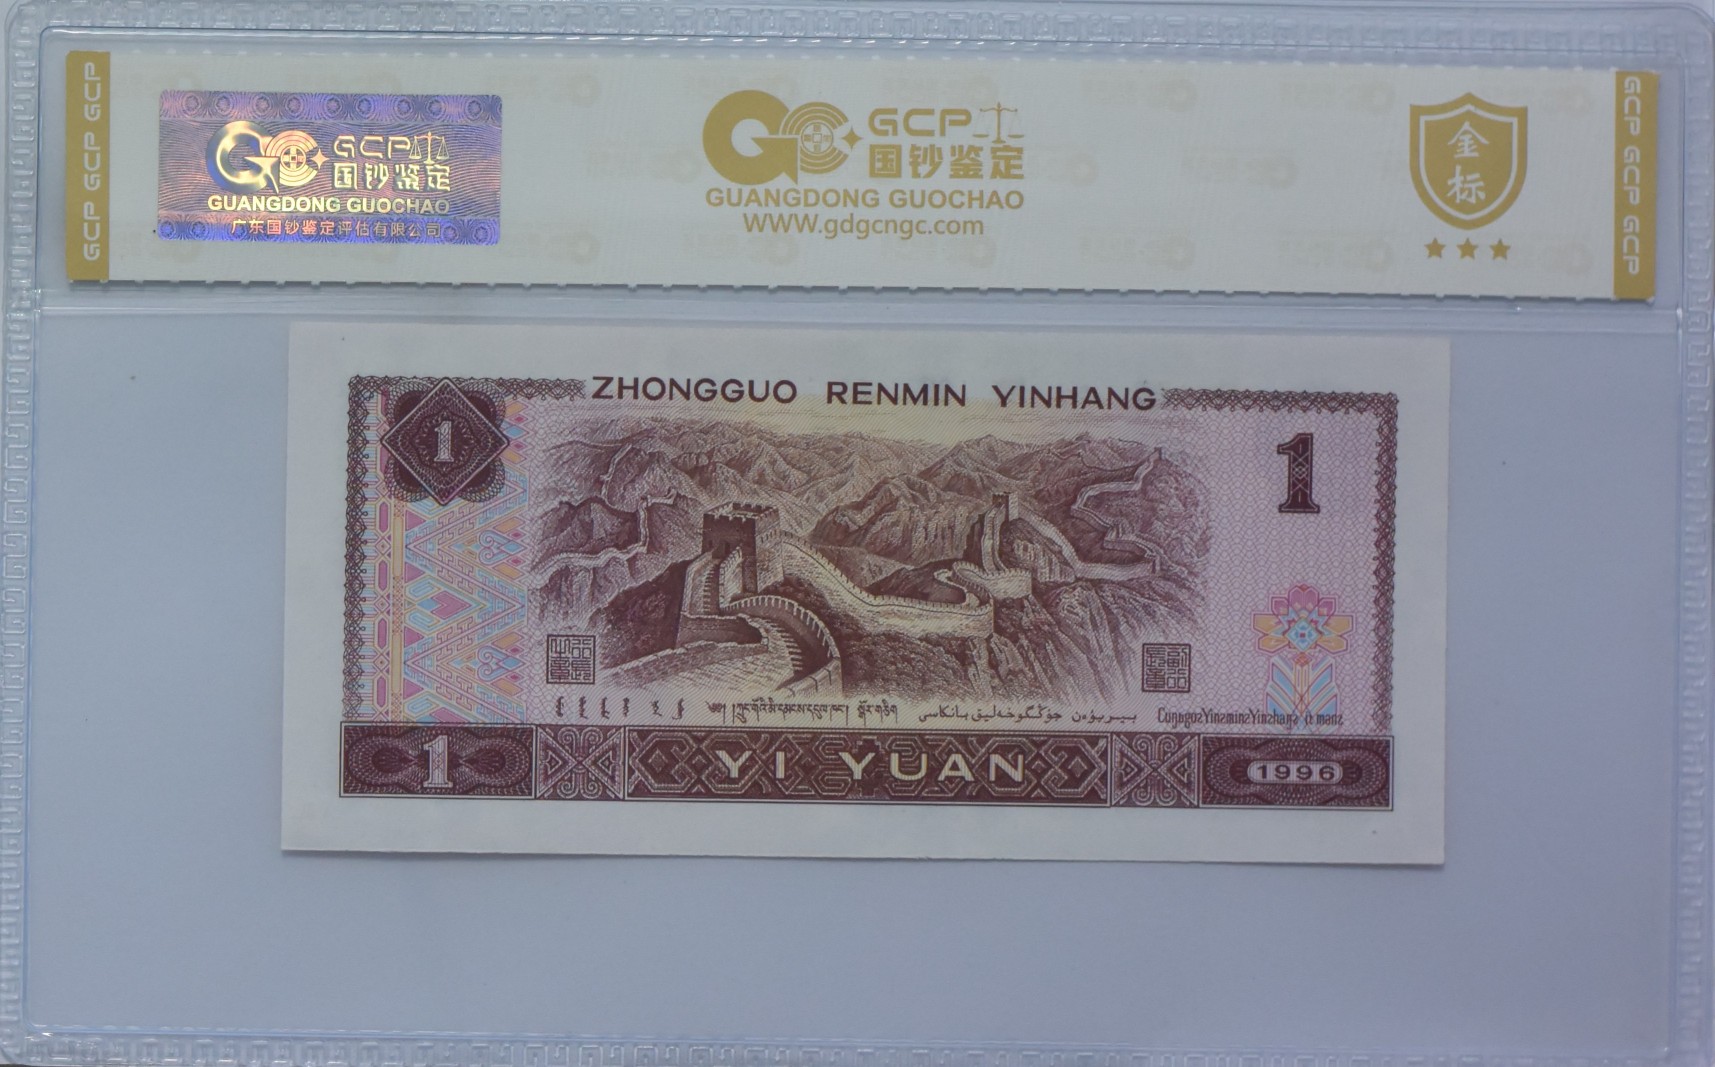 GCP GCP GCP
GCP
国钞鉴定
GUANGDONG GUOCHAO
广东国钞鉴定评估有限公司
GCP
国钞鉴定
GUANGDONG GUOCHAO
www.gdgcngc.com
金
标
GCP GCP GCP
ZHONGGUO RENMIN YINHANG
1
1
1
YI YUAN
1996